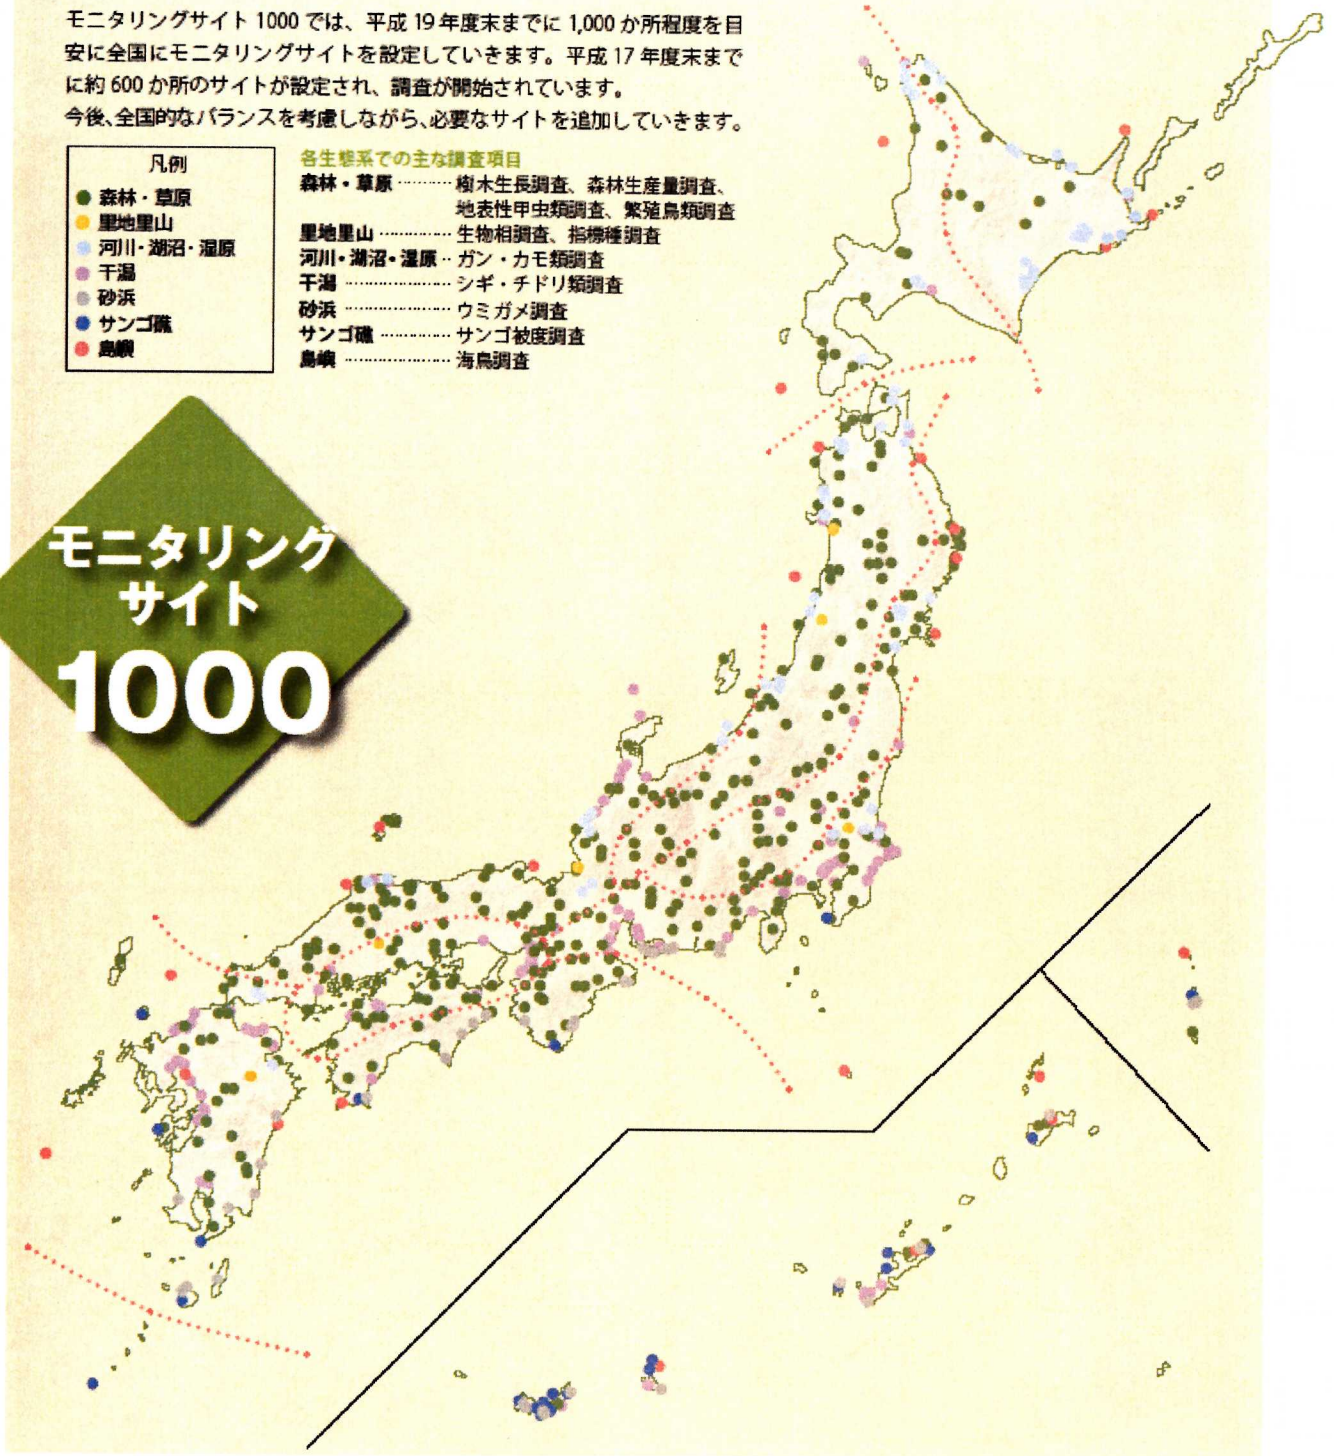 モニタリングサイト 1000 では、平成 19 年度末までに 1,000 か所程度を目
安に全国にモニタリングサイトを設定していきます。平成 17 年度末まで
に約 600 か所のサイトが設定され、調査が開始されています。
今後、全国的なバランスを考慮しながら、必要なサイトを追加していきます。
凡例
森林・草原
里地里山
河川・湖沼・湿原
干潟
砂浜
サンゴ礁
島嶼
各生態系での主な調査項目
森林・草原 ………… 樹木生長調査、森林生産量調査、
地表性甲虫類調査、繁殖鳥類調査
里地里山 ……………… 生物相調査、指標種調査
河川・湖沼・湿原 ‥ ガン・カモ類調査
干潟 …………………… シギ・チドリ類調査
砂浜 …………………… ウミガメ調査
サンゴ礁 ……………… サンゴ被度調査
島嶼 …………………… 海鳥調査
モニタリング
サイト
1000